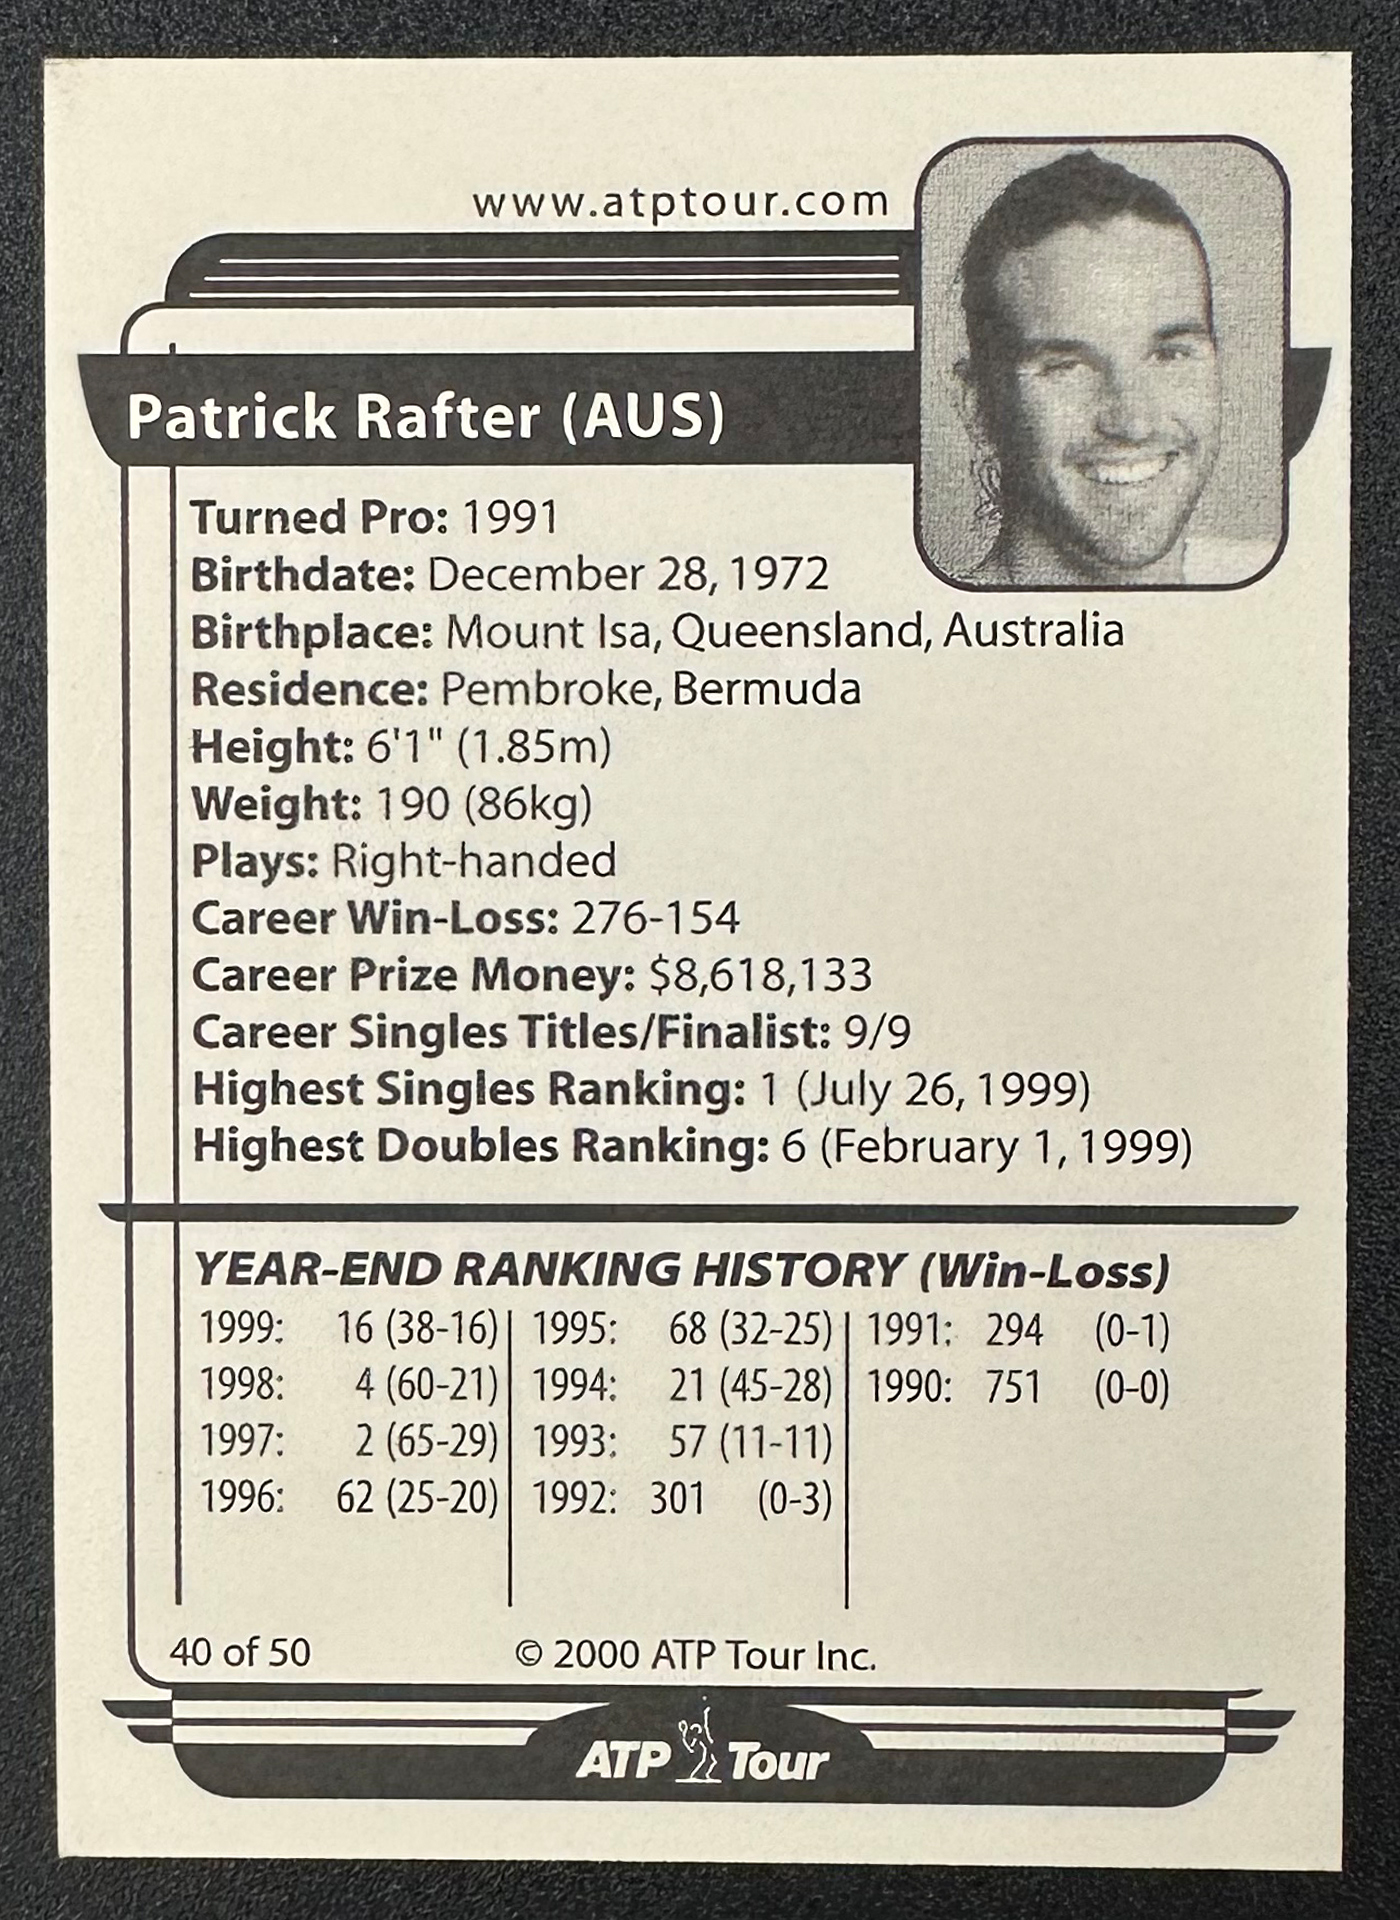 www.atptour.com
Patrick Rafter (AUS)
Turned Pro: 1991
Birthdate: December 28, 1972
Birthplace: Mount Isa, Queensland, Australia
Residence: Pembroke, Bermuda
Height: 6'1" (1.85m)
Weight: 190 (86kg)
Plays: Right-handed
Career Win-Loss: 276-154
Career Prize Money: $8,618,133
Career Singles Titles/Finalist: 9/9
Highest Singles Ranking: 1 (July 26, 1999)
Highest Doubles Ranking: 6 (February 1, 1999)
YEAR-END RANKING HISTORY (Win-Loss)
1999: 16 (38-16) 1995: 68 (32-25) 1991: 294 (0-1)
1998: 4 (60-21) 1994: 21 (45-28) 1990: 751 (0-0)
1997: 2 (65-29) 1993: 57 (11-11)
1996: 62 (25-20) 1992: 301 (0-3)
40 of 50 © 2000 ATP Tour Inc.
ATP Tour